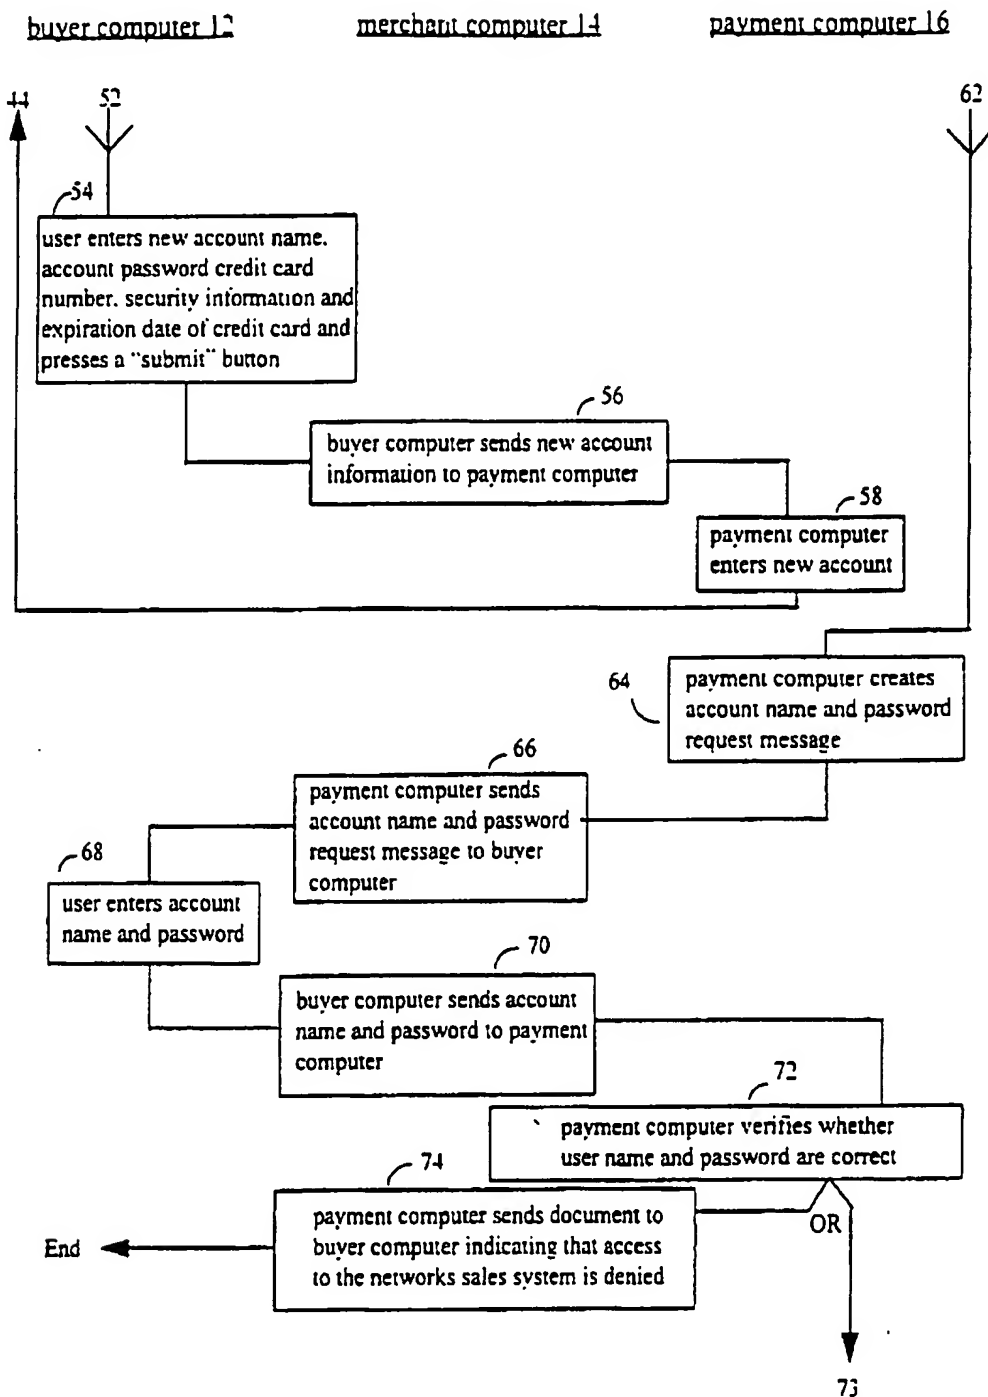 buyer computer 12 merchant computer 14 payment computer 16
44 52 62
54
user enters new account name.
account password credit card
number. security information and
expiration date of credit card and
presses a "submit" button
56
buyer computer sends new account
information to payment computer
58
payment computer
enters new account
64
payment computer creates
account name and password
request message
66
payment computer sends
account name and password
request message to buyer
computer
68
user enters account
name and password
70
buyer computer sends account
name and password to payment
computer
72
payment computer verifies whether
user name and password are correct
74
payment computer sends document to
buyer computer indicating that access
to the networks sales system is denied
OR
End
73